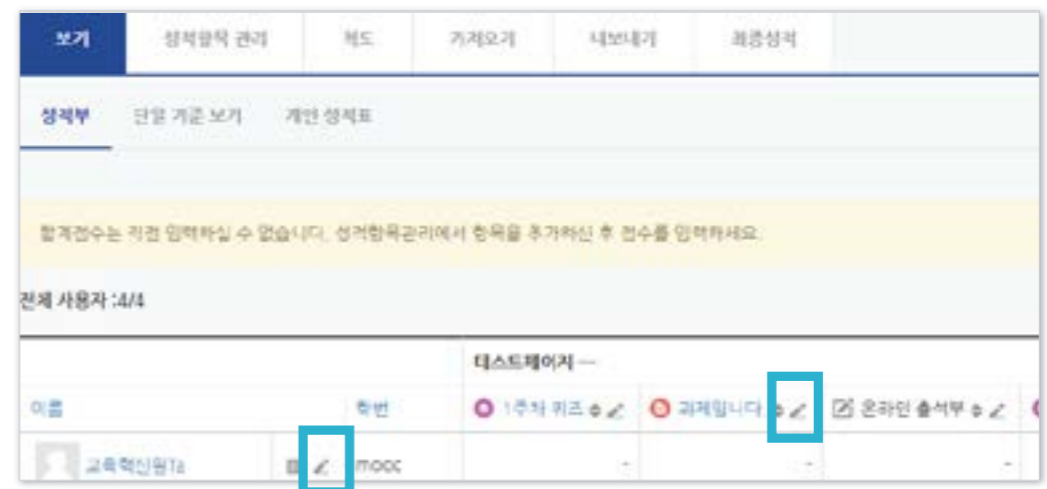 보기 성적항목 관리 척도 가져오기 내보내기 최종성적
성적부 단일 기준 보기 개인 성적표
합계점수는 직접 입력하실 수 없습니다. 성적항목관리에서 항목을 추가하신 후 점수를 입력하세요.
전체 사용자 :4/4
테스트페이지 —
이름 학번 1주차 퀴즈 과제입니다. 온라인 출석부
교육혁신원Ta mooc - - -